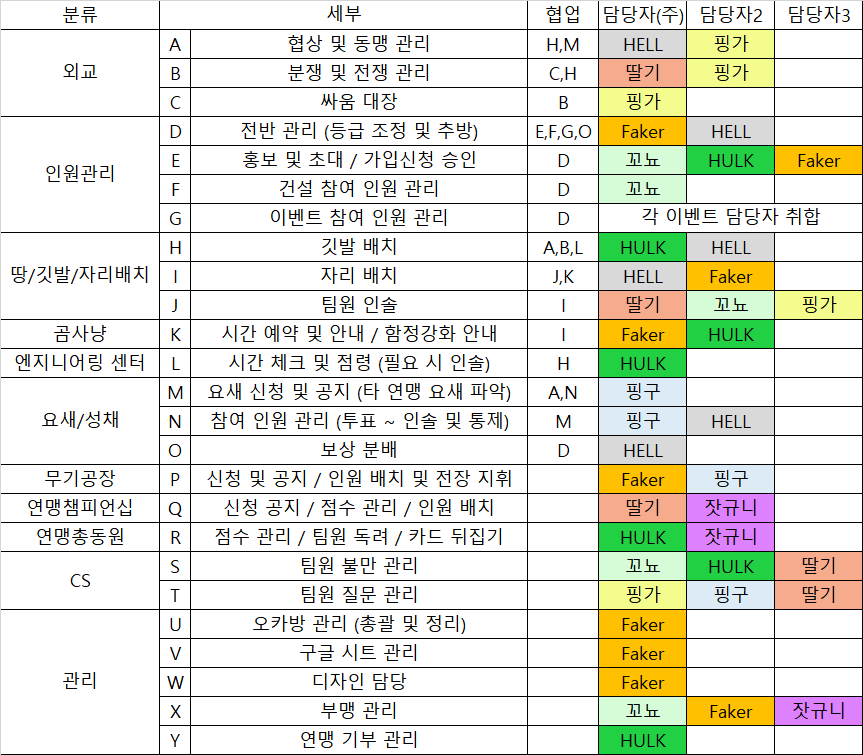 분류 세부 협업 담당자(주) 담당자2 담당자3
외교 A 협상 및 동맹 관리 H,M HELL 핑가
B 분쟁 및 전쟁 관리 C,H 딸기 핑가
C 싸움 대장 B 핑가
인원관리 D 전반 관리 (등급 조정 및 추방) E,F,G,O Faker HELL
E 홍보 및 초대 / 가입신청 승인 D 꼬뇨 HULK Faker
F 건설 참여 인원 관리 D 꼬뇨
G 이벤트 참여 인원 관리 D 각 이벤트 담당자 취합
땅/깃발/자리배치 H 깃발 배치 A,B,L HULK HELL
I 자리 배치 J,K HELL Faker
J 팀원 인솔 I 딸기 꼬뇨 핑가
곰사냥 K 시간 예약 및 안내 / 함정강화 안내 I Faker HULK
엔지니어링 센터 L 시간 체크 및 점령 (필요 시 인솔) H HULK
요새/성채 M 요새 신청 및 공지 (타 연맹 요새 파악) A,N 핑구
N 참여 인원 관리 (투표 ~ 인솔 및 통제) M 핑구 HELL
O 보상 분배 D HELL
무기공장 P 신청 및 공지 / 인원 배치 및 전장 지휘 Faker 핑구
연맹챔피언십 Q 신청 공지 / 점수 관리 / 인원 배치 딸기 잣규니
연맹총동원 R 점수 관리 / 팀원 독려 / 카드 뒤집기 HULK 잣규니
CS S 팀원 불만 관리 꼬뇨 HULK 딸기
T 팀원 질문 관리 핑가 핑구 딸기
관리 U 오카방 관리 (총괄 및 정리) Faker
V 구글 시트 관리 Faker
W 디자인 담당 Faker
X 부맹 관리 꼬뇨 Faker 잣규니
Y 연맹 기부 관리 HULK